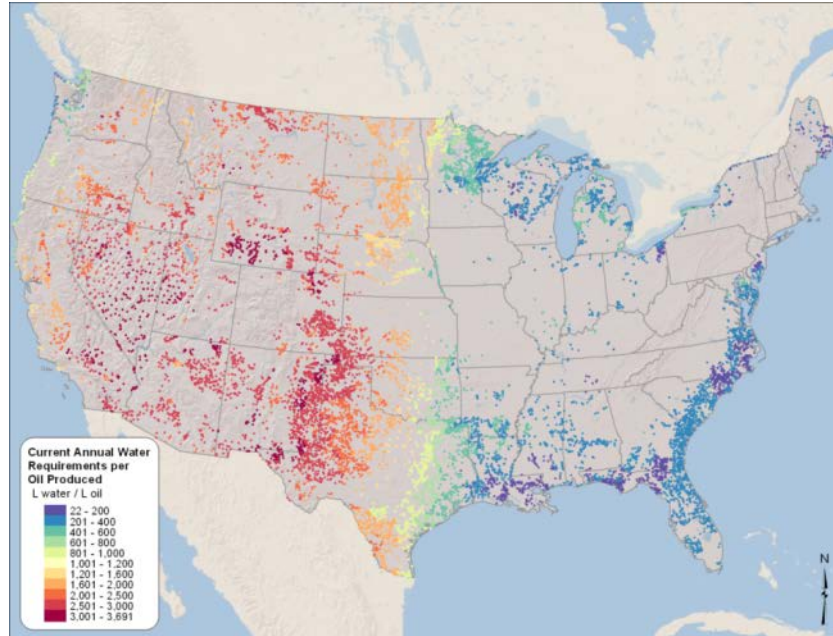 Current Annual Water
Requirements per
Oil Produced
L water / L oil
22 - 200
201 - 400
401 - 600
601 - 800
801 - 1,000
1,001 - 1,200
1,201 - 1,600
1,601 - 2,000
2,001 - 2,500
2,501 - 3,000
3,001 - 3,691
N